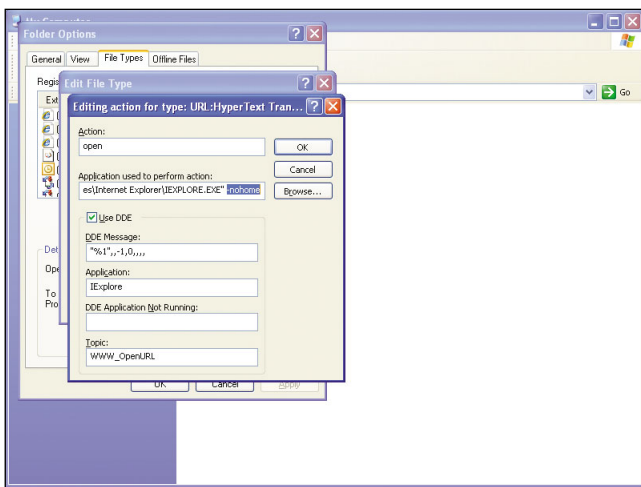 My Computer
Folder Options
General View File Types Offline Files
Regis
Edit File Type
Ext
Editing action for type: URL:HyperText Tran...
Go
Action:
open
OK
Cancel
Application used to perform action:
es\Internet Explorer\IEXPLORE.EXE" -nohome
Browse...
Use DDE
DDE Message:
"%1",,-1,0,,,,
Det
Application:
Ope
IExplore
To
Pro
DDE Application Not Running:
Topic:
WWW_OpenURL
OK Cancel Apply